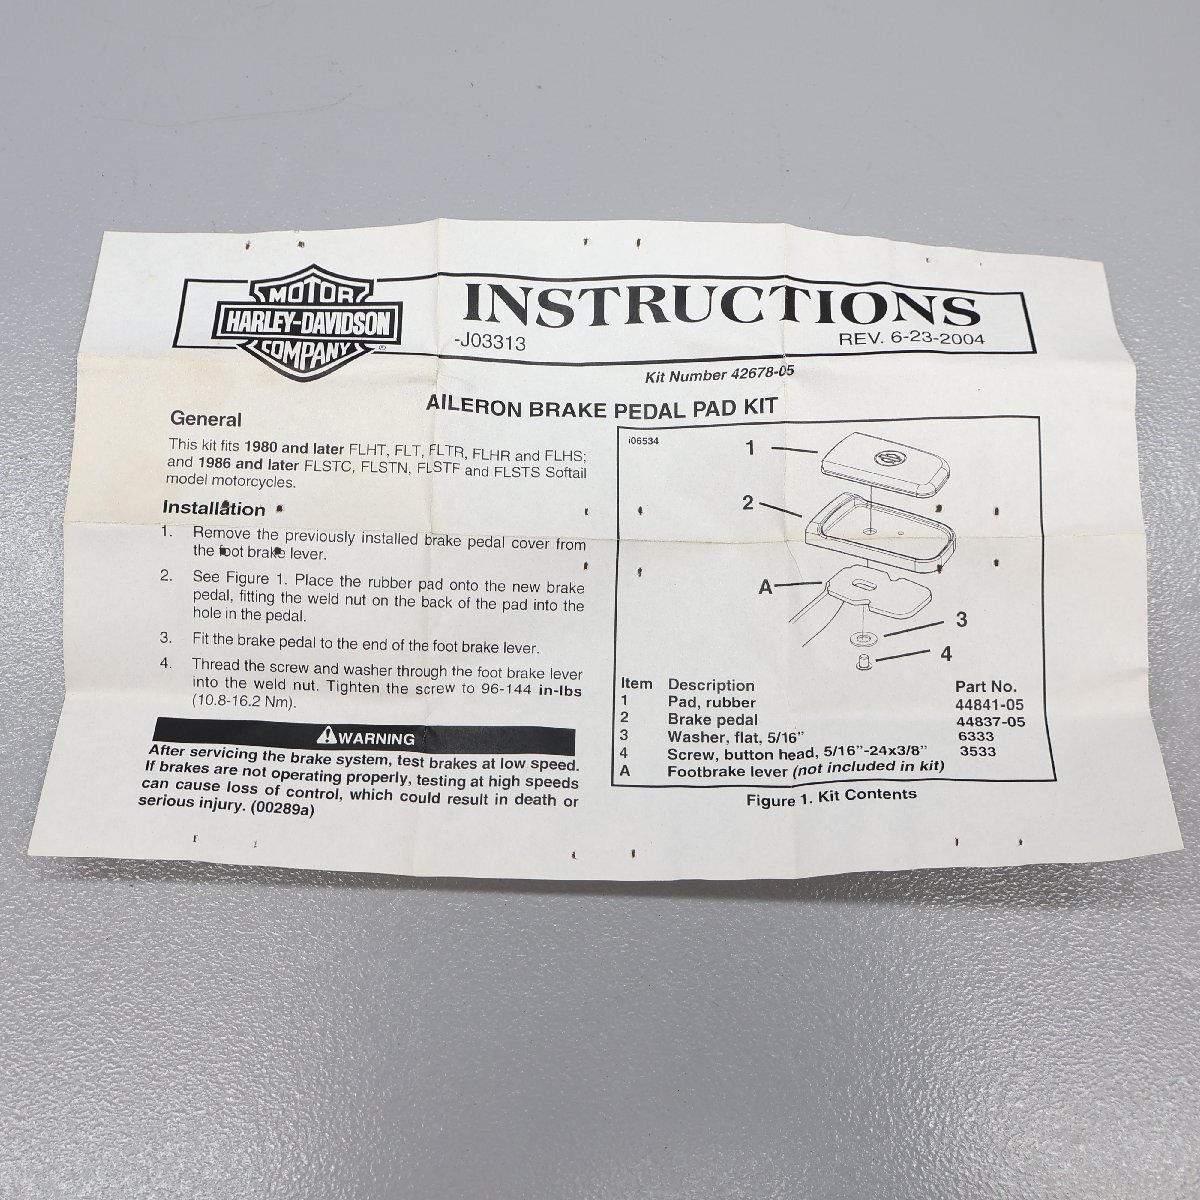 MOTOR
HARLEY-DAVIDSON
COMPANY
®
INSTRUCTIONS
-J03313
REV. 6-23-2004
Kit Number 42678-05
AILERON BRAKE PEDAL PAD KIT
General
This kit fits 1980 and later FLHT, FLT, FLTR, FLHR and FLHS;
and 1986 and later FLSTC, FLSTN, FLSTF and FLSTS Softail
model motorcycles.
Installation
1. Remove the previously installed brake pedal cover from
the foot brake lever.
2. See Figure 1. Place the rubber pad onto the new brake
pedal, fitting the weld nut on the back of the pad into the
hole in the pedal.
3. Fit the brake pedal to the end of the foot brake lever.
4. Thread the screw and washer through the foot brake lever
into the weld nut. Tighten the screw to 96-144 in-lbs
(10.8-16.2 Nm).
WARNING
After servicing the brake system, test brakes at low speed.
If brakes are not operating properly, testing at high speeds
can cause loss of control, which could result in death or
serious injury. (00289a)
i06534
1
2
A
3
4
Item Description Part No.
1 Pad, rubber 44841-05
2 Brake pedal 44837-05
3 Washer, flat, 5/16" 6333
4 Screw, button head, 5/16"-24x3/8" 3533
A Footbrake lever (not included in kit)
Figure 1. Kit Contents